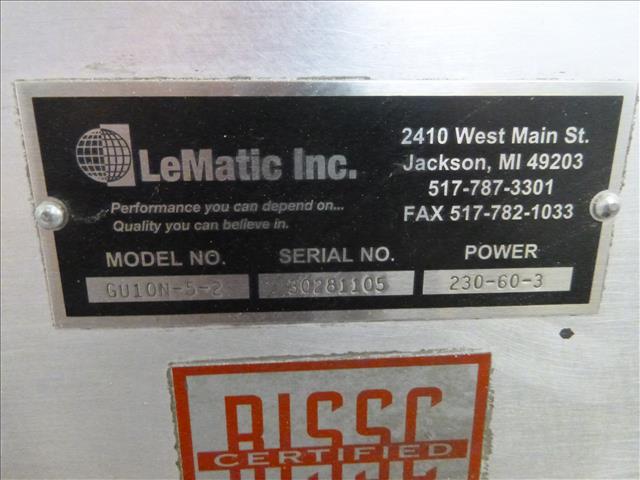 LeMatic Inc.
Performance you can depend on...
Quality you can believe in.
2410 West Main St.
Jackson, MI 49203
517-787-3301
FAX 517-782-1033
MODEL NO. SERIAL NO. POWER
GU10N-5-2 30281105 230-60-3
BISSC
CERTIFIED